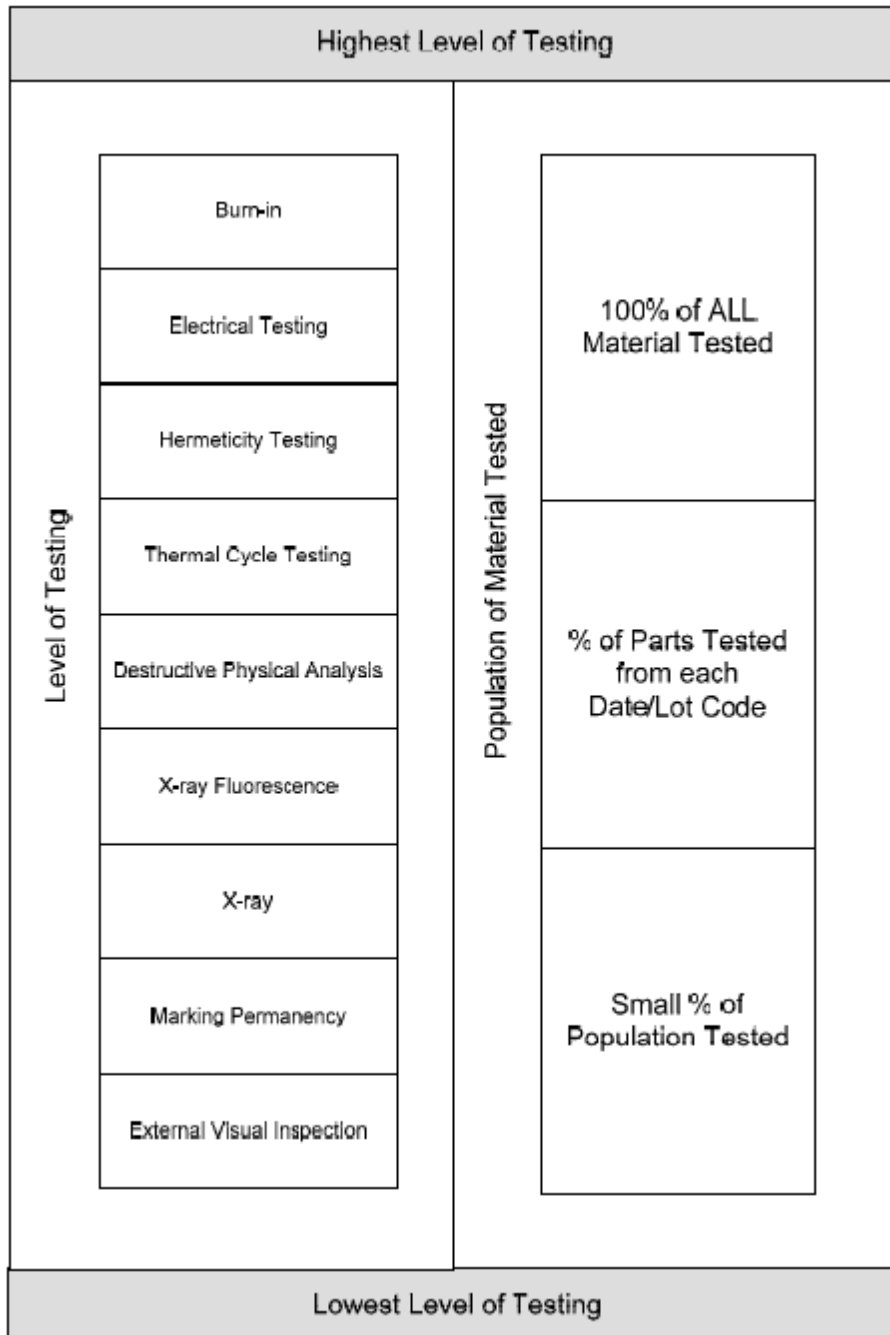 Highest Level of Testing
Level of Testing
Burn-in
Electrical Testing
Hermeticity Testing
Thermal Cycle Testing
Destructive Physical Analysis
X-ray Fluorescence
X-ray
Marking Permanency
External Visual Inspection
Population of Material Tested
100% of ALL
Material Tested
% of Parts Tested
from each
Date/Lot Code
Small % of
Population Tested
Lowest Level of Testing